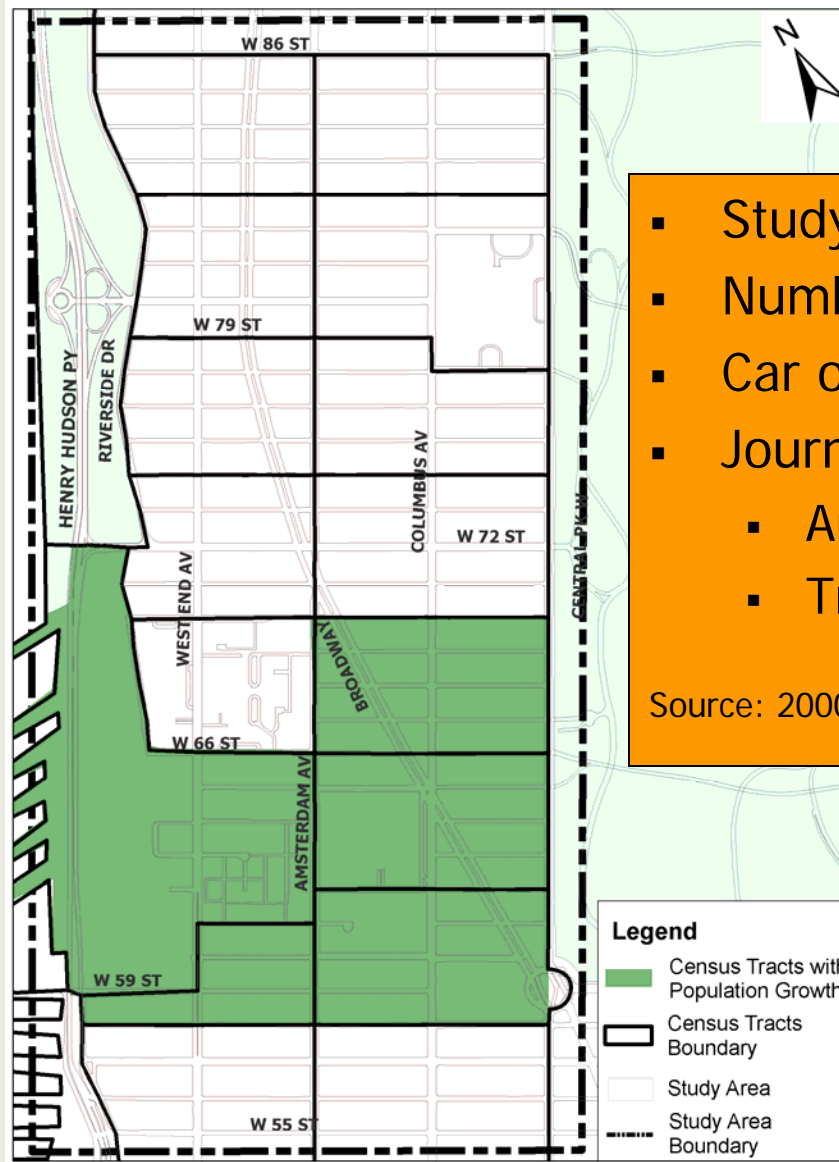 W 86 ST
N
W 79 ST
HENRY HUDSON PY
RIVERSIDE DR
COLUMBUS AV
W 72 ST
CENTRAL PK W
WEST END AV
BROADWAY
W 66 ST
AMSTERDAM AV
W 59 ST
W 55 ST
▪ Study
▪ Num
▪ Car o
▪ Journ
▪ A
▪ Tr
Source: 2000
Legend
Census Tracts with
Population Growth
Census Tracts
Boundary
Study Area
Study Area
Boundary